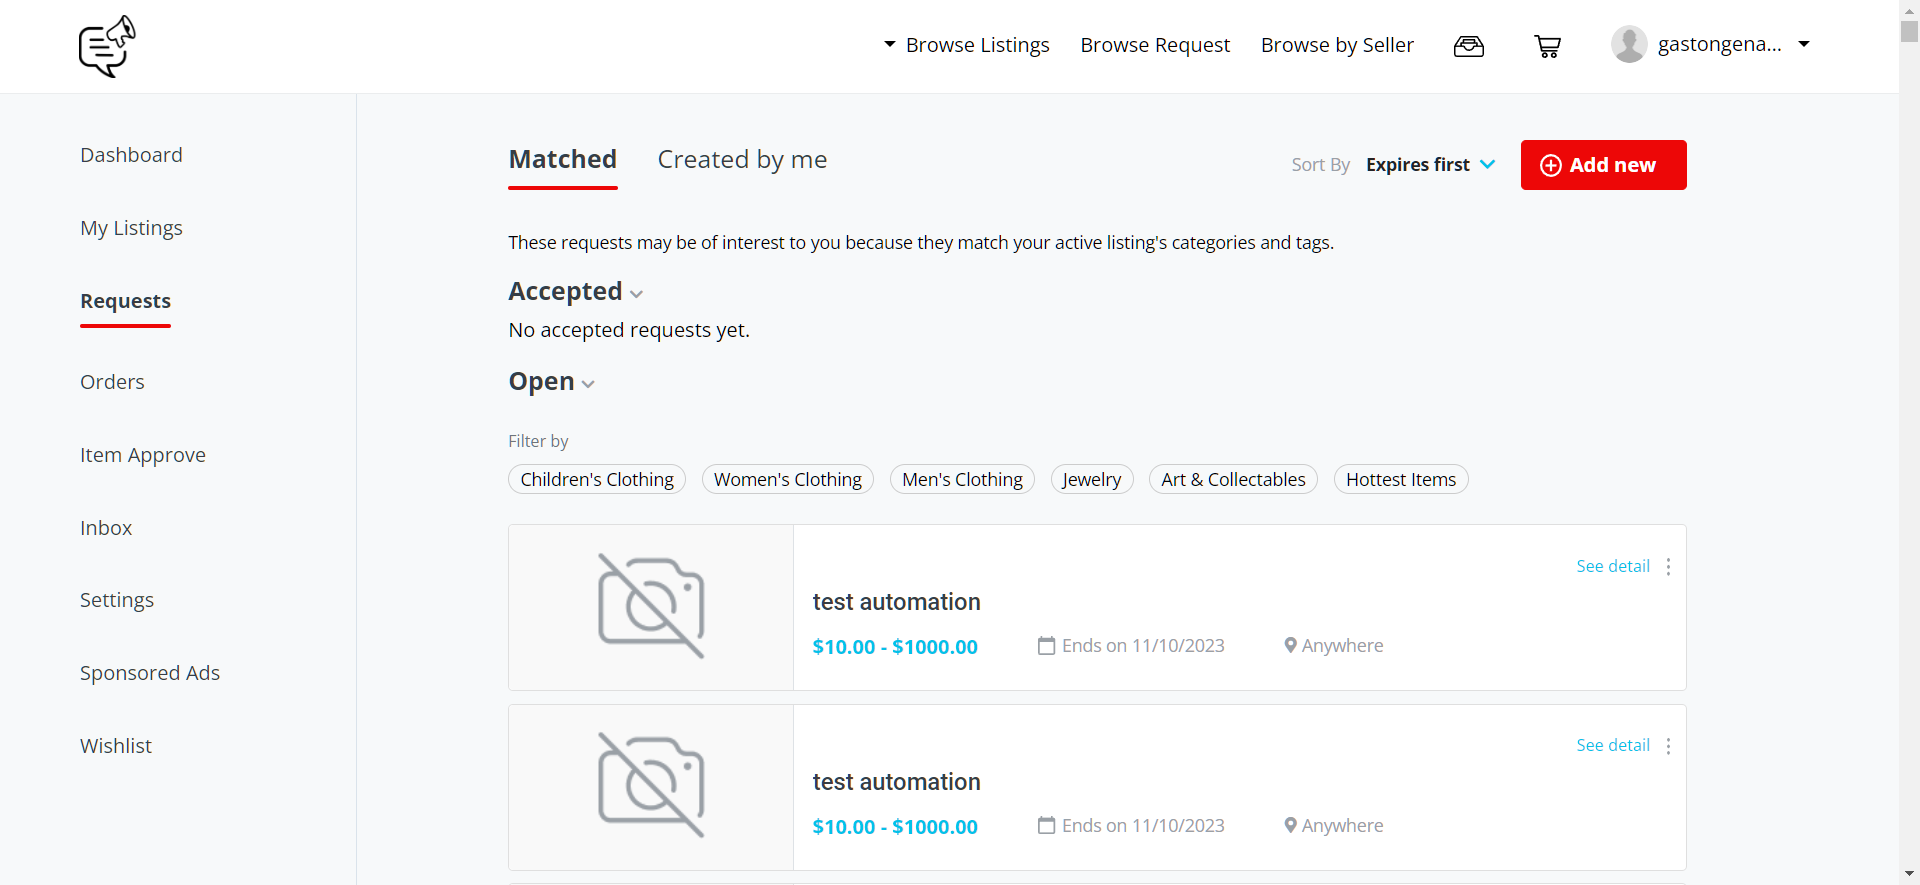 Browse Listings Browse Request Browse by Seller gastongena...
Dashboard
My Listings
Requests
Orders
Item Approve
Inbox
Settings
Sponsored Ads
Wishlist
Matched Created by me Sort By Expires first Add new
These requests may be of interest to you because they match your active listing's categories and tags.
Accepted
No accepted requests yet.
Open
Filter by
Children's Clothing Women's Clothing Men's Clothing Jewelry Art & Collectables Hottest Items
See detail
test automation
$10.00 - $1000.00 Ends on 11/10/2023 Anywhere
See detail
test automation
$10.00 - $1000.00 Ends on 11/10/2023 Anywhere